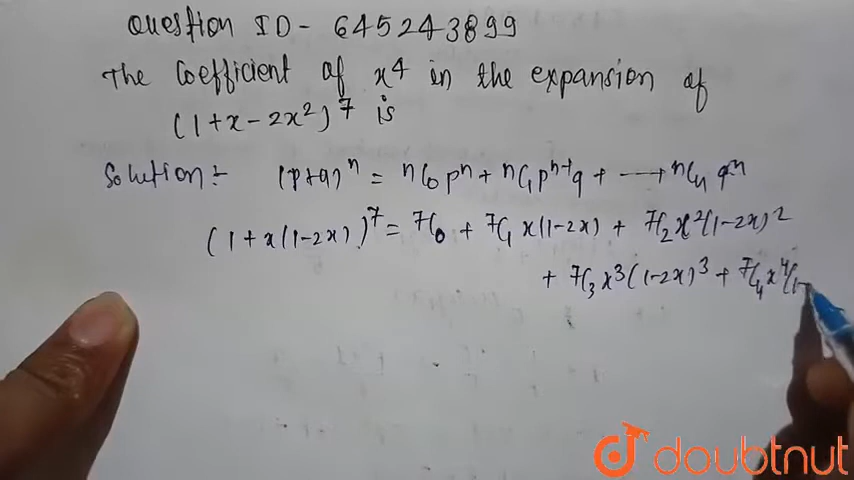 Question ID - 645243899
The Coefficient of x⁴ in the expansion of
(1+x-2x²)⁷ is
Solution:- (p+q)ⁿ = ⁿC₀ pⁿ + ⁿC₁ pⁿ⁻¹q + ⟶ ⁿCₙ qⁿ
(1+x(1-2x))⁷ = ⁷C₀ + ⁷C₁ x(1-2x) + ⁷C₂ x²(1-2x)²
+ ⁷C₃ x³(1-2x)³ + ⁷C₄ x⁴(1-
doubtnut